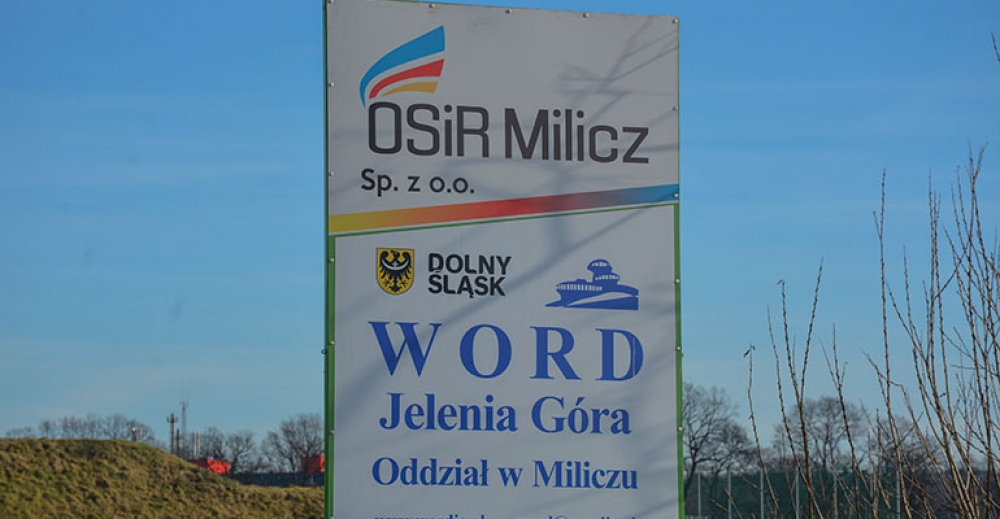 OSiR Milicz
Sp. z o.o.
DOLNY
ŚLĄSK
WORD
Jelenia Góra
Oddział w Miliczu